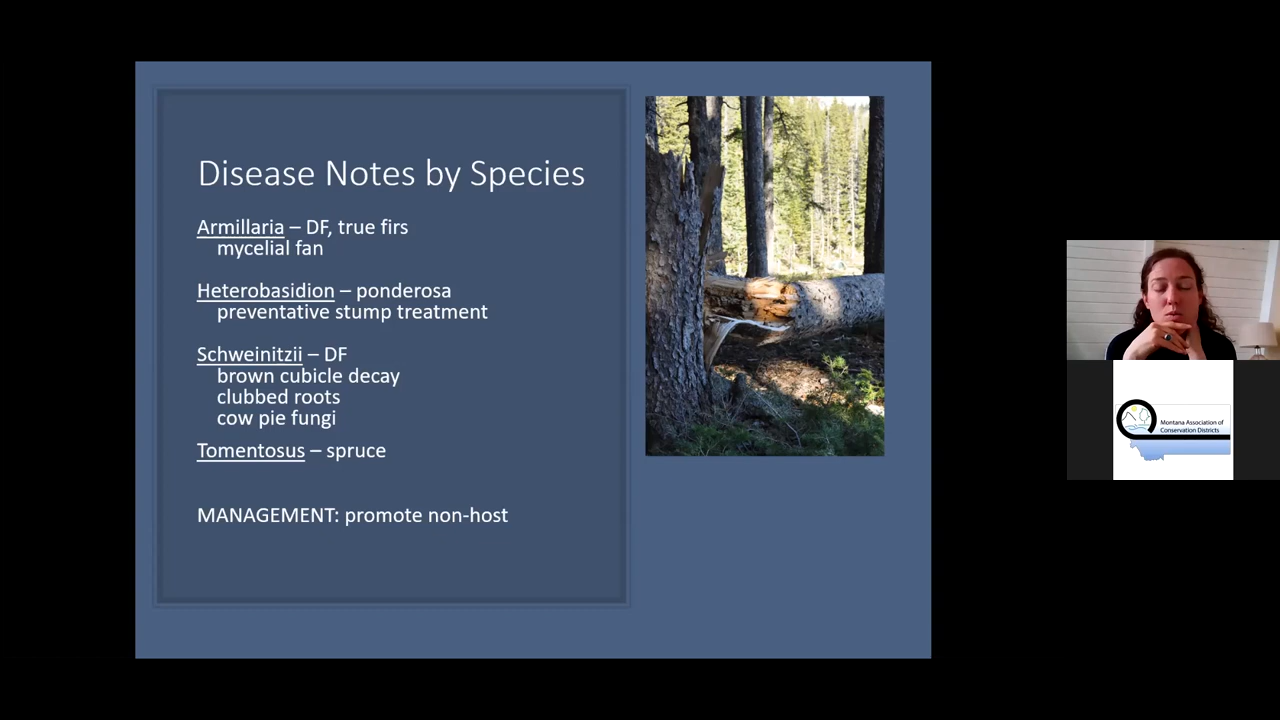 Disease Notes by Species
Armillaria – DF, true firs
mycelial fan
Heterobasidion – ponderosa
preventative stump treatment
Schweinitzii – DF
brown cubicle decay
clubbed roots
cow pie fungi
Tomentosus – spruce
MANAGEMENT: promote non-host
Montana Association of
Conservation Districts